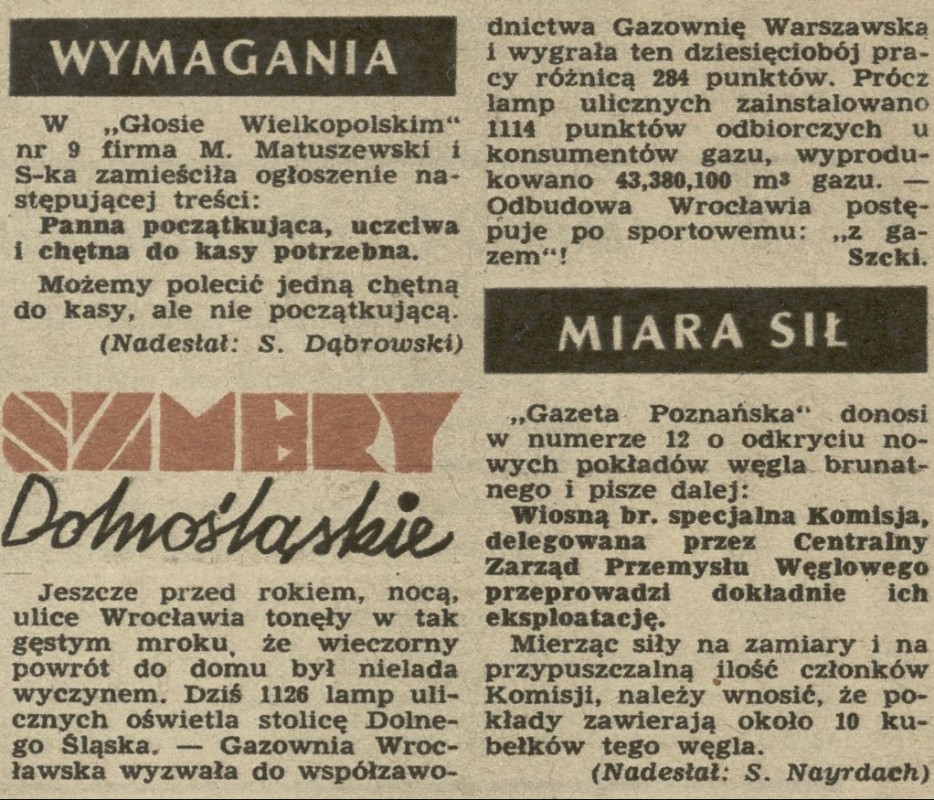 WYMAGANIA
W „Głosie Wielkopolskim“
nr 9 firma M. Matuszewski i
S-ka zamieściła ogłoszenie na-
stępującej treści:
Panna początkująca, uczciwa
i chętna do kasy potrzebna.
Możemy polecić jedną chętną
do kasy, ale nie początkującą.
(Nadesłał: S. Dąbrowski)
SZMERY
Dolnośląskie
Jeszcze przed rokiem, nocą,
ulice Wrocławia tonęły w tak
gęstym mroku, że wieczorny
powrót do domu był nielada
wyczynem. Dziś 1126 lamp uli-
cznych oświetla stolicę Dolne-
go Śląska. — Gazownia Wroc-
ławska wyzwała do współzawo-
dnictwa Gazownię Warszawską
i wygrała ten dziesięciobój pra-
cy różnicą 284 punktów. Prócz
lamp ulicznych zainstalowano
1114 punktów odbiorczych u
konsumentów gazu, wyprodu-
kowano 43,380,100 m³ gazu. —
Odbudowa Wrocławia postę-
puje po sportowemu: „z ga-
zem“! Szcki.
MIARA SIŁ
„Gazeta Poznańska“ donosi
w numerze 12 o odkryciu no-
wych pokładów węgla brunat-
nego i pisze dalej:
Wiosną br. specjalna Komisja,
delegowana przez Centralny
Zarząd Przemysłu Węglowego
przeprowadzi dokładnie ich
eksploatację.
Mierząc siły na zamiary i na
przypuszczalną ilość członków
Komisji, należy wnosić, że po-
kłady zawierają około 10 ku-
bełków tego węgla.
(Nadesłał: S. Nayrdach)